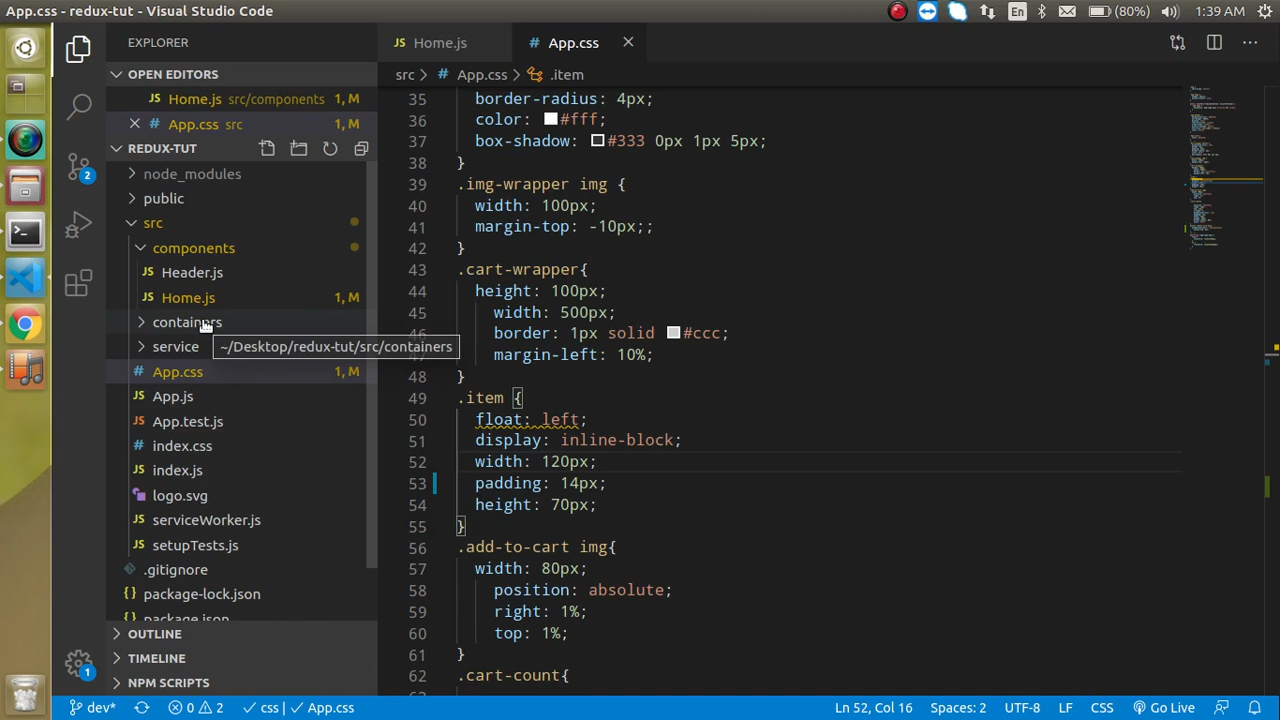 App.css - redux-tut - Visual Studio Code
En
(80%)
1:39 AM
EXPLORER
OPEN EDITORS
JS Home.js src/components 1, M
# App.css src 1, M
REDUX-TUT
node_modules
public
src
components
JS Header.js
JS Home.js 1, M
containers
service
~/Desktop/redux-tut/src/containers
# App.css 1, M
JS App.js
JS App.test.js
# index.css
JS index.js
logo.svg
JS serviceWorker.js
JS setupTests.js
.gitignore
{} package-lock.json
{} package.json
OUTLINE
TIMELINE
NPM SCRIPTS
2
1
JS Home.js
# App.css
src > # App.css > .item
35 border-radius: 4px;
36 color: #fff;
37 box-shadow: #333 0px 1px 5px;
38 }
39 .img-wrapper img {
40 width: 100px;
41 margin-top: -10px;;
42 }
43 .cart-wrapper{
44 height: 100px;
45 width: 500px;
46 border: 1px solid #ccc;
47 margin-left: 10%;
48 }
49 .item {
50 float: left;
51 display: inline-block;
52 width: 120px;
53 padding: 14px;
54 height: 70px;
55 }
56 .add-to-cart img{
57 width: 80px;
58 position: absolute;
59 right: 1%;
60 top: 1%;
61 }
62 .cart-count{
dev* 0 2 css | App.css
Ln 52, Col 16 Spaces: 2 UTF-8 LF CSS Go Live